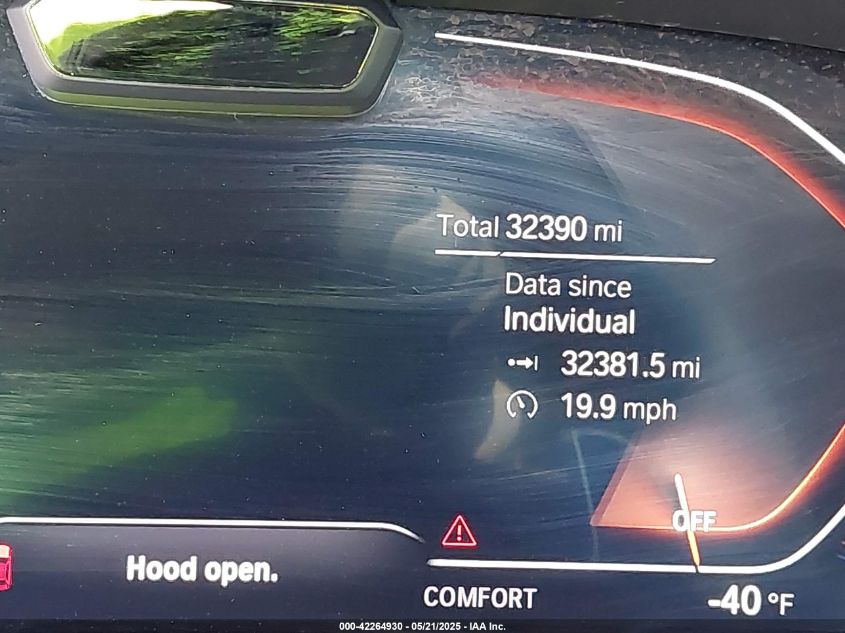 Total 32390 mi
Data since
Individual
32381.5 mi
19.9 mph
OFF
Hood open.
COMFORT
-40 °F
000-42264930 - 05/21/2025 - IAA Inc.